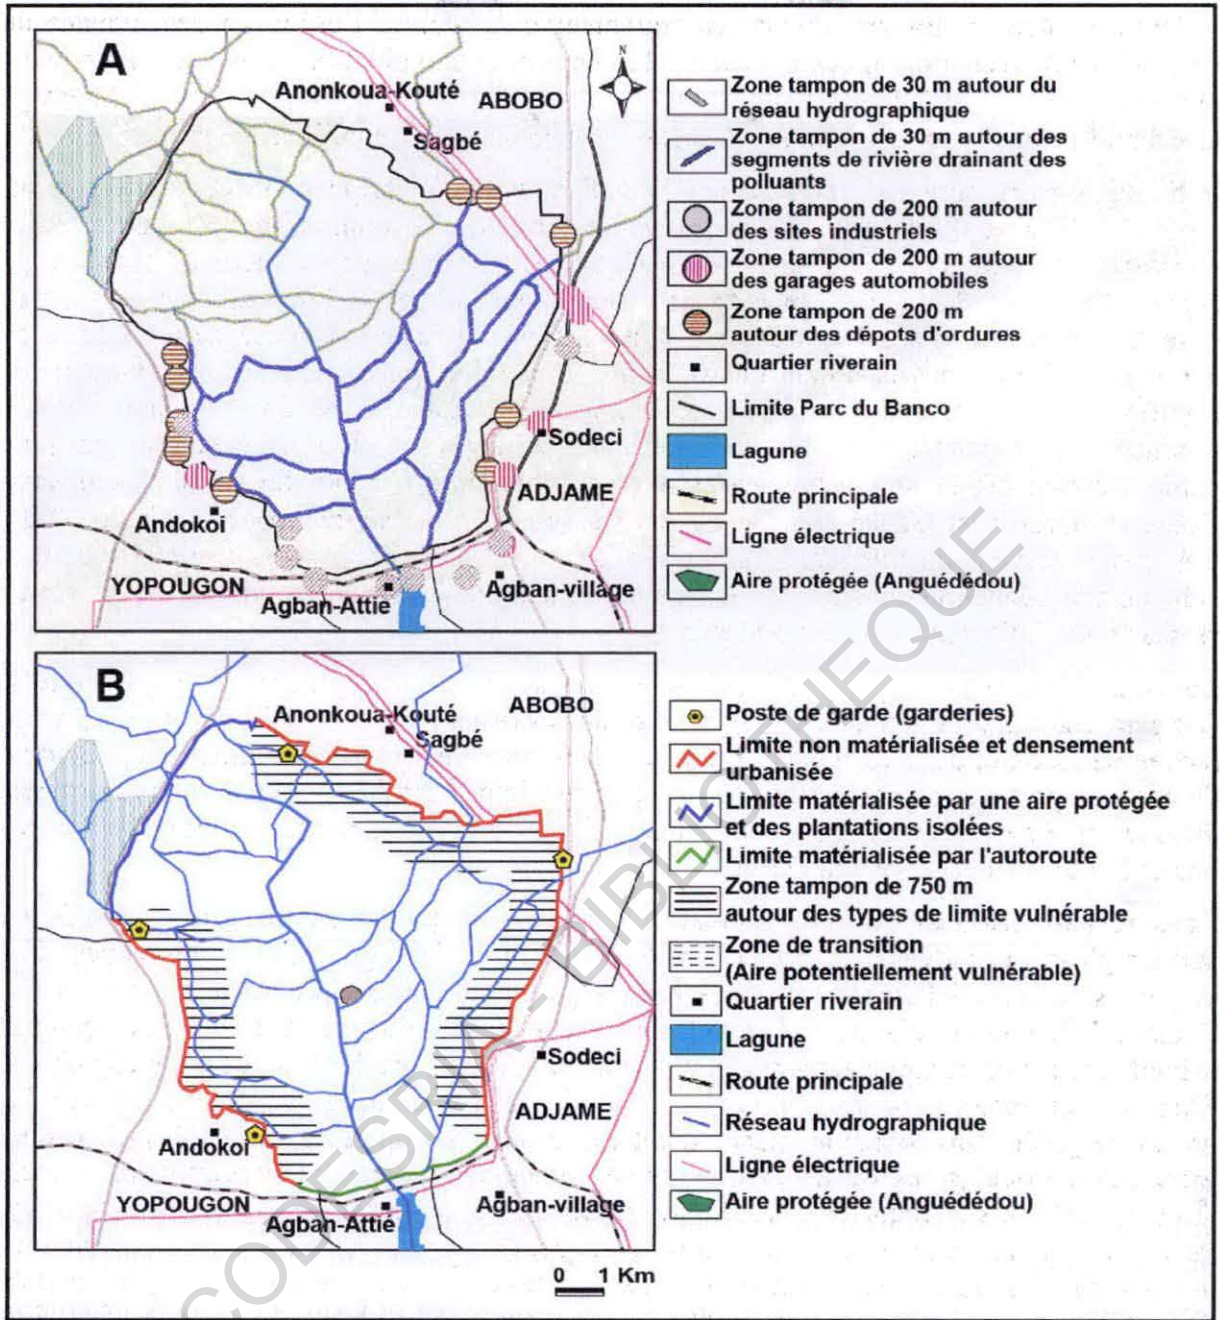 A
N
Anonkoua-Kouté
ABOBO
Sagbé
Sodeci
ADJAME
Andokoi
YOPOUGON
Agban-Attie
Agban-village
Zone tampon de 30 m autour du
réseau hydrographique
Zone tampon de 30 m autour des
segments de rivière drainant des
polluants
Zone tampon de 200 m autour
des sites industriels
Zone tampon de 200 m autour
des garages automobiles
Zone tampon de 200 m
autour des dépots d'ordures
Quartier riverain
Limite Parc du Banco
Lagune
Route principale
Ligne électrique
Aire protégée (Anguédédou)
B
Anonkoua-Kouté
ABOBO
Sagbé
Sodeci
ADJAME
Andokoi
YOPOUGON
Agban-Attié
Agban-village
Poste de garde (garderies)
Limite non matérialisée et densement
urbanisée
Limite matérialisée par une aire protégée
et des plantations isolées
Limite matérialisée par l'autoroute
Zone tampon de 750 m
autour des types de limite vulnérable
Zone de transition
(Aire potentiellement vulnérable)
Quartier riverain
Lagune
Route principale
Réseau hydrographique
Ligne électrique
Aire protégée (Anguédédou)
0 1 Km
CODESRIA - BIBLIOTHEQUE